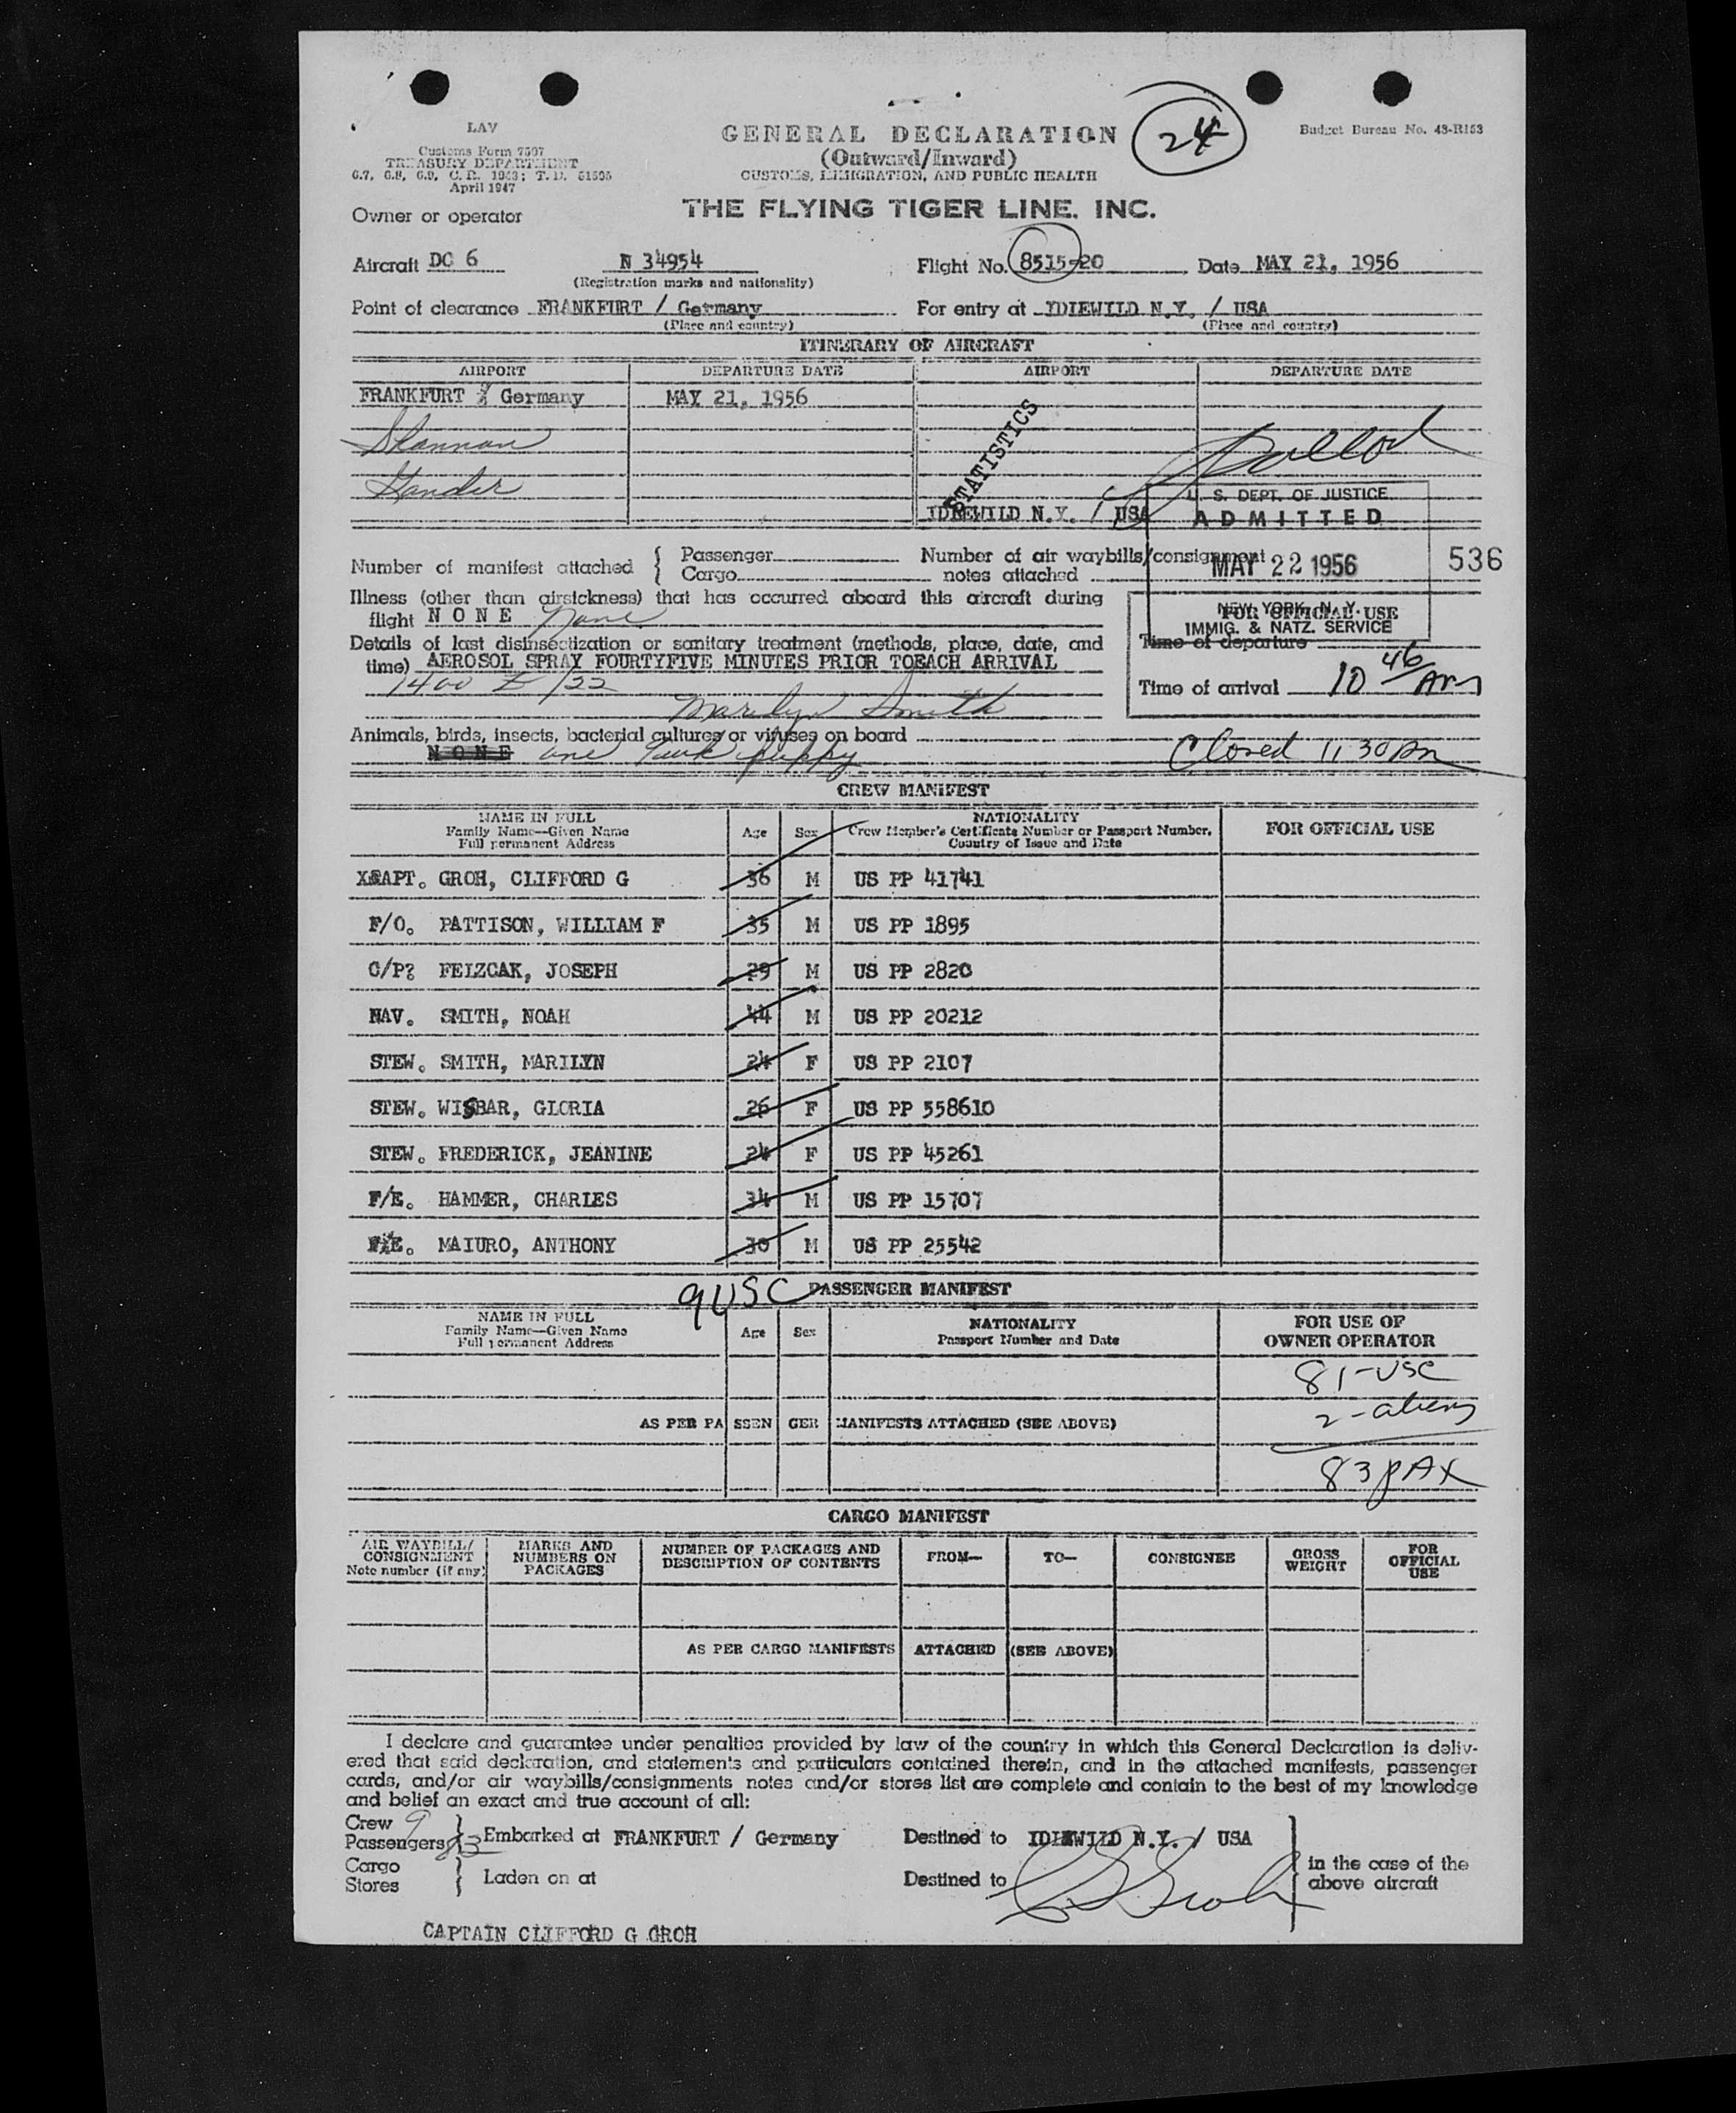 24
LAV
Customs Form 7507
TREASURY DEPARTMENT
6.7, 6.8, 6.9, C.R. 1943; T.D. 51595
April 1947
GENERAL DECLARATION
(Outward/Inward)
CUSTOMS, IMMIGRATION, AND PUBLIC HEALTH
Budget Bureau No. 43-R153
Owner or operator
THE FLYING TIGER LINE, INC.
Aircraft DC 6 N 34954 Flight No. 8515-20 Date MAY 21, 1956
(Registration marks and nationality)
Point of clearance FRANKFURT / Germany For entry at IDIEWILD N.Y. / USA
(Place and country) (Place and country)
ITINERARY OF AIRCRAFT
AIRPORT DEPARTURE DATE AIRPORT DEPARTURE DATE
FRANKFURT / Germany MAY 21, 1956
Shannon
Gander
STATISTICS
IDIEWILD N.Y. / USA
U. S. DEPT. OF JUSTICE
ADMITTED
MAY 22 1956
NEW YORK, N. Y.
IMMIG. & NATZ. SERVICE
536
Number of manifest attached { Passenger Number of air waybills/consignment
Cargo notes attached
Illness (other than airsickness) that has occurred aboard this aircraft during
flight N O N E None
FOR OFFICIAL USE
Details of last disinsectization or sanitary treatment (methods, place, date, and
time) AEROSOL SPRAY FOURTYFIVE MINUTES PRIOR TOEACH ARRIVAL
Time of departure
1400 Z /22
Time of arrival 10 46 AM
Marilyn Smith
Animals, birds, insects, bacterial cultures or viruses on board
N O N E one puppy
Closed 11 30 AM
CREW MANIFEST
NAME IN FULL
Family Name—Given Name
Full permanent Address
Age Sex
NATIONALITY
Crew Member's Certificate Number or Passport Number,
Country of Issue and Date
FOR OFFICIAL USE
XCAPT. GROH, CLIFFORD G 36 M US PP 41741
F/O. PATTISON, WILLIAM F 35 M US PP 1895
C/P? FEIZCAK, JOSEPH 29 M US PP 2820
NAV. SMITH, NOAH 44 M US PP 20212
STEW. SMITH, MARILYN 24 F US PP 2107
STEW. WISBAR, GLORIA 26 F US PP 558610
STEW. FREDERICK, JEANINE 24 F US PP 45261
F/E. HAMMER, CHARLES 34 M US PP 15707
F/E. MAIURO, ANTHONY 30 M US PP 25542
9 USC
PASSENGER MANIFEST
NAME IN FULL
Family Name—Given Name
Full permanent Address
Age Sex
NATIONALITY
Passport Number and Date
FOR USE OF
OWNER OPERATOR
81-USC
2-aliens
AS PER PASSENGER MANIFESTS ATTACHED (SEE ABOVE)
83 PAX
CARGO MANIFEST
AIR WAYBILL/
CONSIGNMENT
Note number (if any)
MARKS AND
NUMBERS ON
PACKAGES
NUMBER OF PACKAGES AND
DESCRIPTION OF CONTENTS
FROM— TO— CONSIGNEE
GROSS
WEIGHT
FOR
OFFICIAL
USE
AS PER CARGO MANIFESTS ATTACHED (SEE ABOVE)
I declare and guarantee under penalties provided by law of the country in which this General Declaration is deliv-
ered that said declaration, and statements and particulars contained therein, and in the attached manifests, passenger
cards, and/or air waybills/consignments notes and/or stores list are complete and contain to the best of my knowledge
and belief an exact and true account of all:
Crew 9
Passengers 83 } Embarked at FRANKFURT / Germany Destined to IDIEWILD N.Y. / USA
Cargo
Stores } Laden on at Destined to
in the case of the
above aircraft
C G Groh
CAPTAIN CLIFFORD G GROH